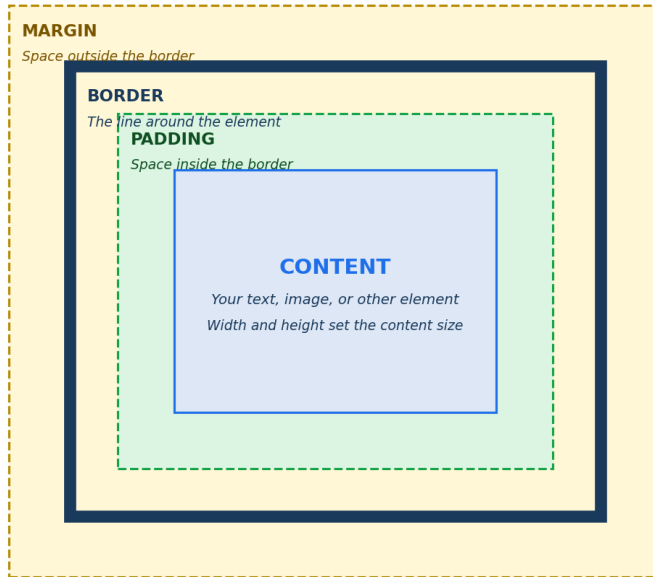 MARGIN
Space outside the border
BORDER
The line around the element
PADDING
Space inside the border
CONTENT
Your text, image, or other element
Width and height set the content size